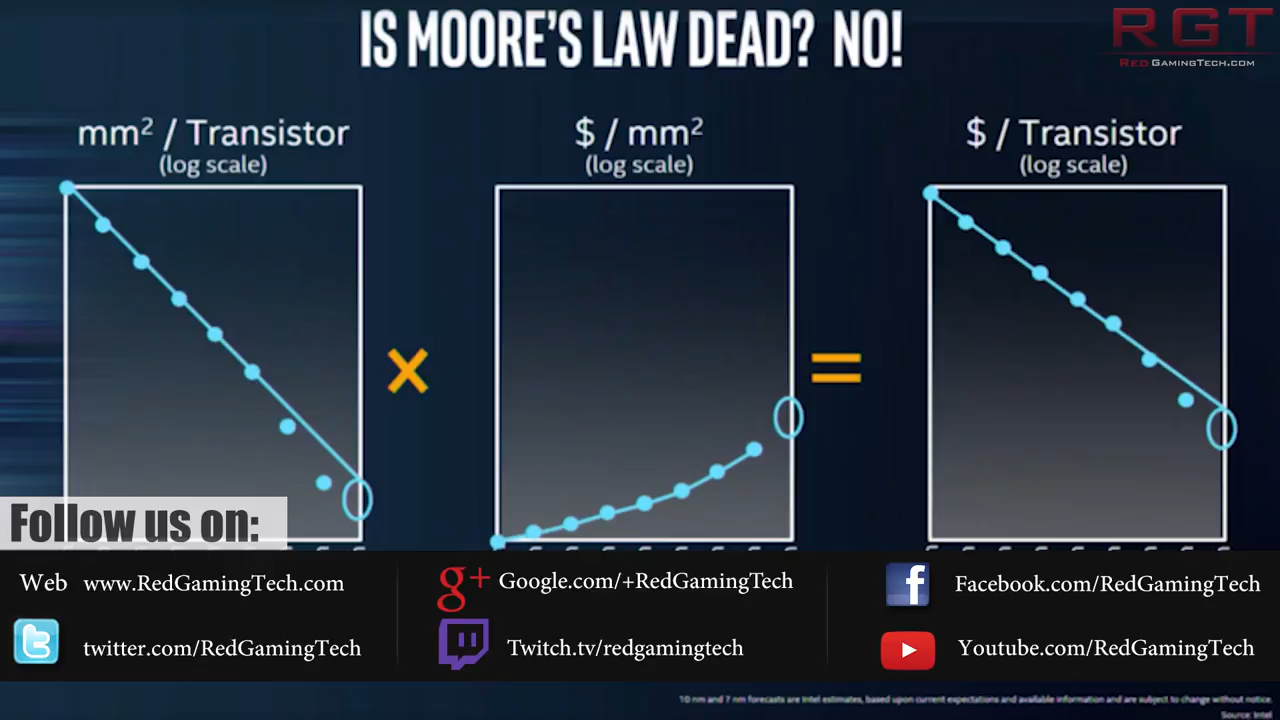 IS MOORE'S LAW DEAD? NO!
RGT
RED GAMINGTECH.COM
mm² / Transistor
(log scale)
$ / mm²
(log scale)
$ / Transistor
(log scale)
×
=
Follow us on:
Web www.RedGamingTech.com
g+ Google.com/+RedGamingTech
f Facebook.com/RedGamingTech
twitter.com/RedGamingTech
Twitch.tv/redgamingtech
Youtube.com/RedGamingTech
10 nm and 7 nm forecasts are Intel estimates, based upon current expectations and available information and are subject to change without notice.
Source: Intel